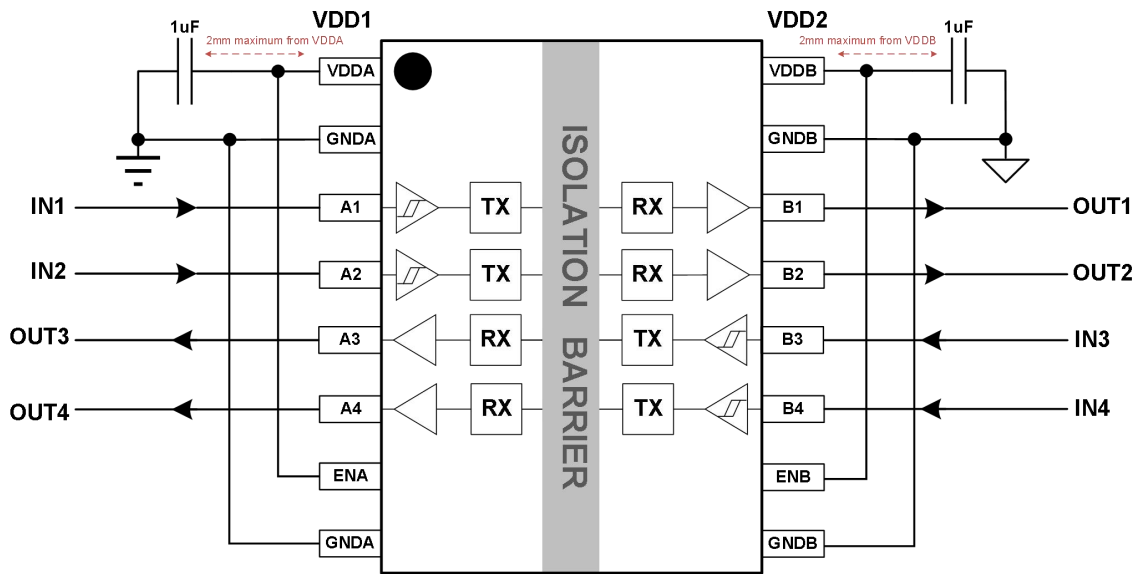 VDD1
VDD2
1uF
1uF
2mm maximum from VDDA
2mm maximum from VDDB
VDDA
VDDB
GNDA
GNDB
ISOLATION BARRIER
IN1
A1
TX
RX
B1
OUT1
IN2
A2
TX
RX
B2
OUT2
OUT3
A3
RX
TX
B3
IN3
OUT4
A4
RX
TX
B4
IN4
ENA
ENB
GNDA
GNDB